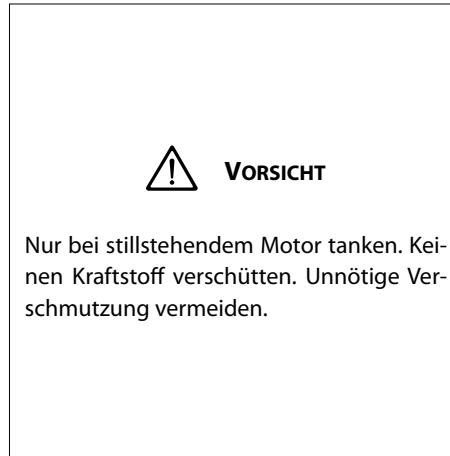 VORSICHT
Nur bei stillstehendem Motor tanken. Kei-
nen Kraftstoff verschütten. Unnötige Ver-
schmutzung vermeiden.